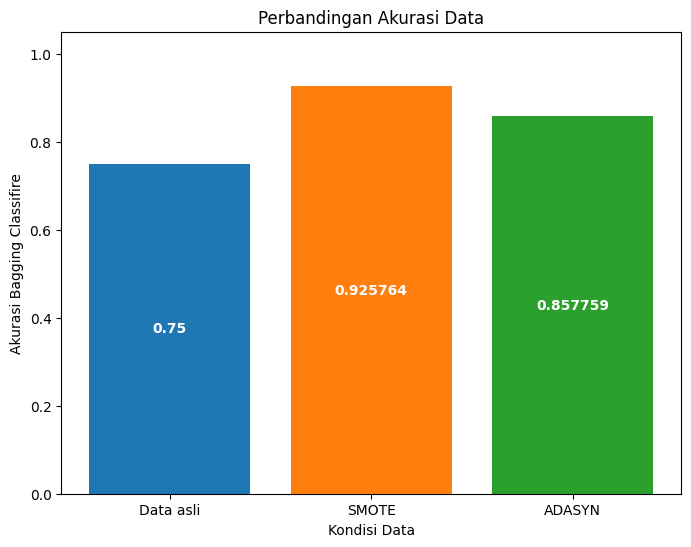 Perbandingan Akurasi Data
Akurasi Bagging Classifire
1.0
0.8
0.6
0.4
0.2
0.0
0.75
0.925764
0.857759
Data asli
SMOTE
ADASYN
Kondisi Data